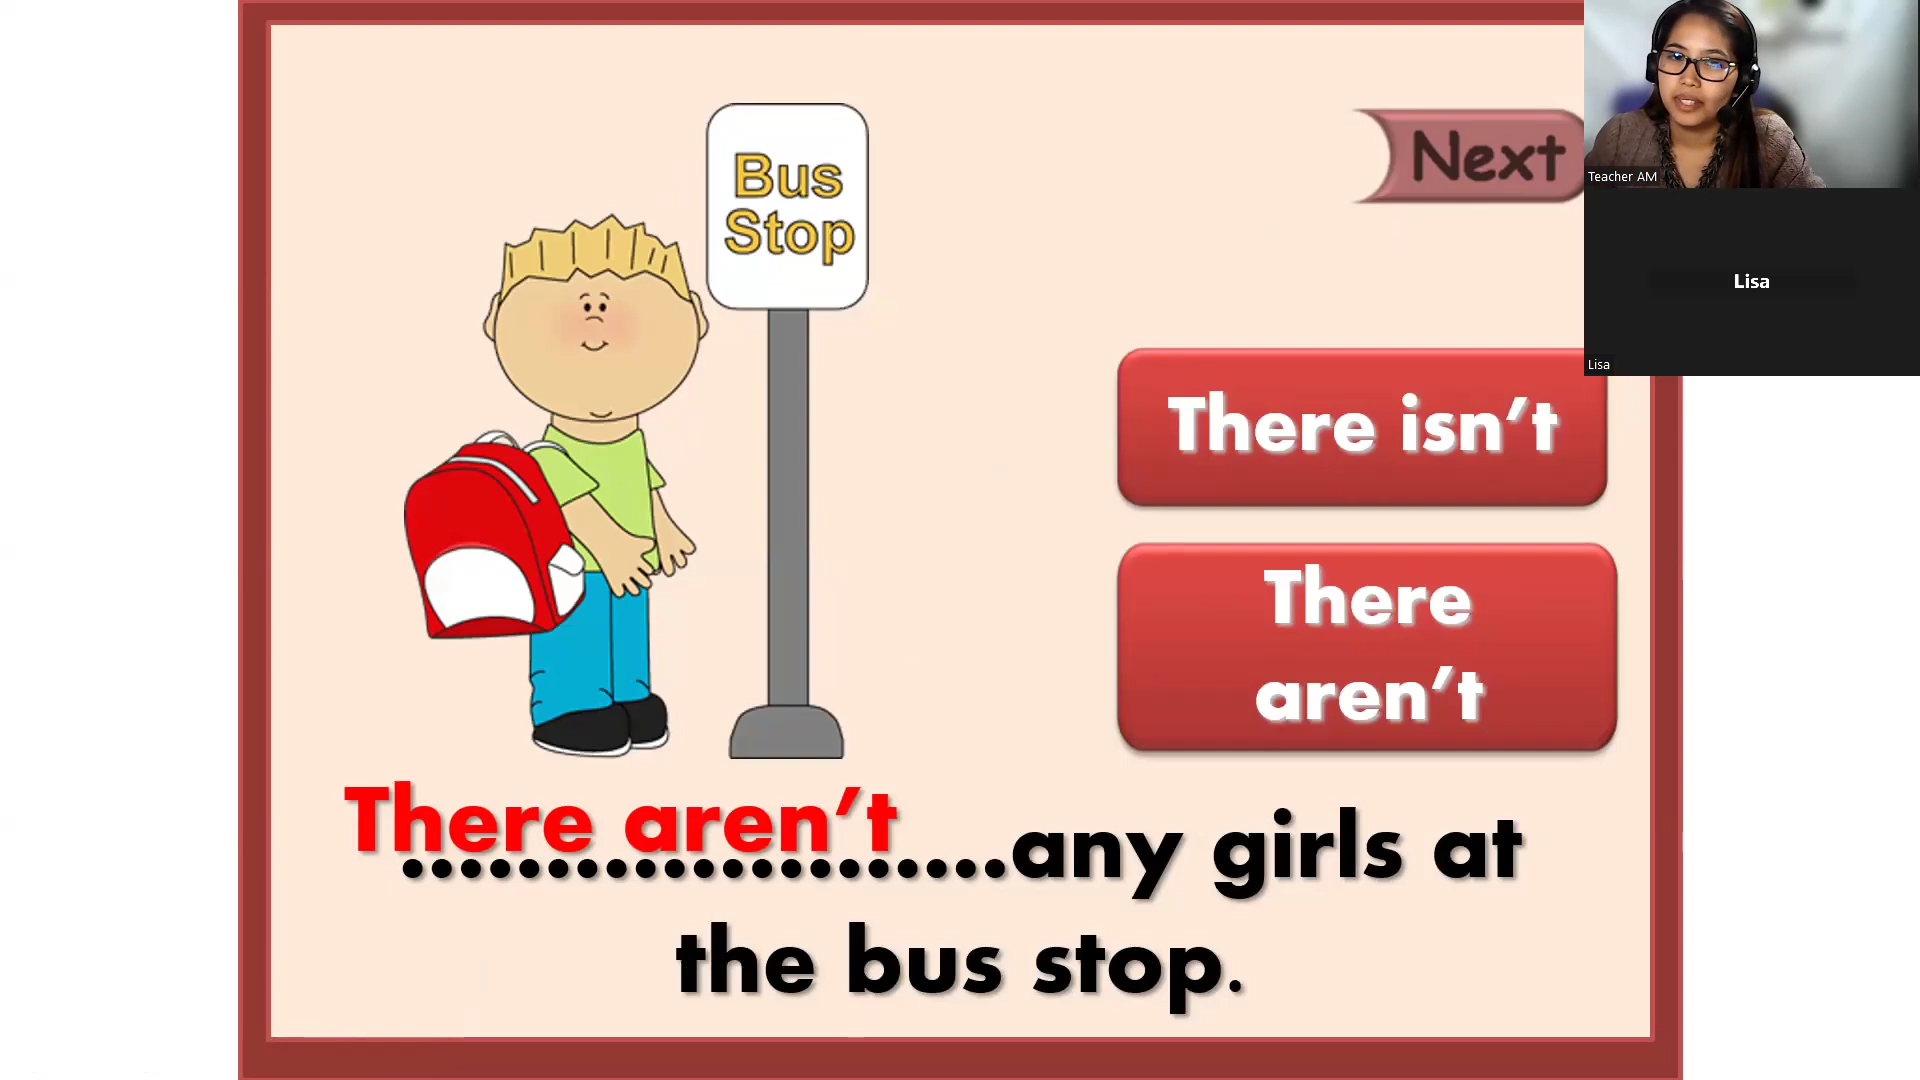 Bus
Stop
Next
Teacher AM
Lisa
Lisa
There isn’t
There
aren’t
There aren’t
.....................any girls at
the bus stop.